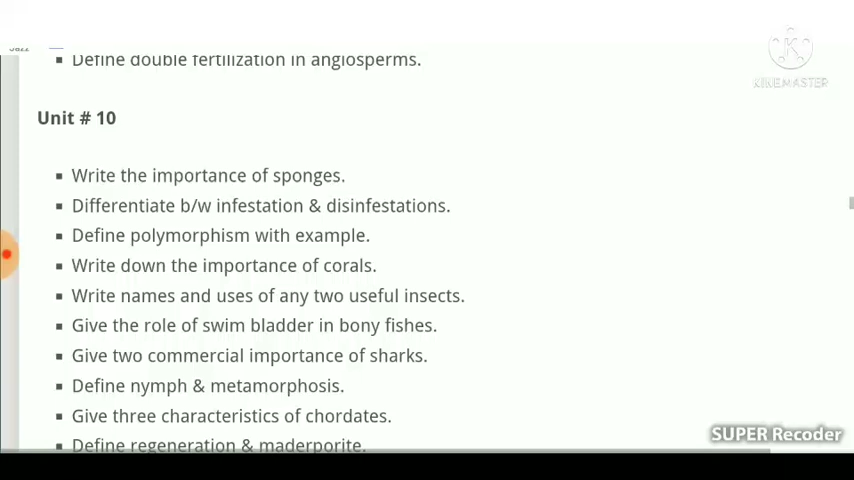 Jazz
KINEMASTER
▪ Define double fertilization in angiosperms.
Unit # 10
▪ Write the importance of sponges.
▪ Differentiate b/w infestation & disinfestations.
▪ Define polymorphism with example.
▪ Write down the importance of corals.
▪ Write names and uses of any two useful insects.
▪ Give the role of swim bladder in bony fishes.
▪ Give two commercial importance of sharks.
▪ Define nymph & metamorphosis.
▪ Give three characteristics of chordates.
▪ Define regeneration & maderporite.
SUPER Recoder